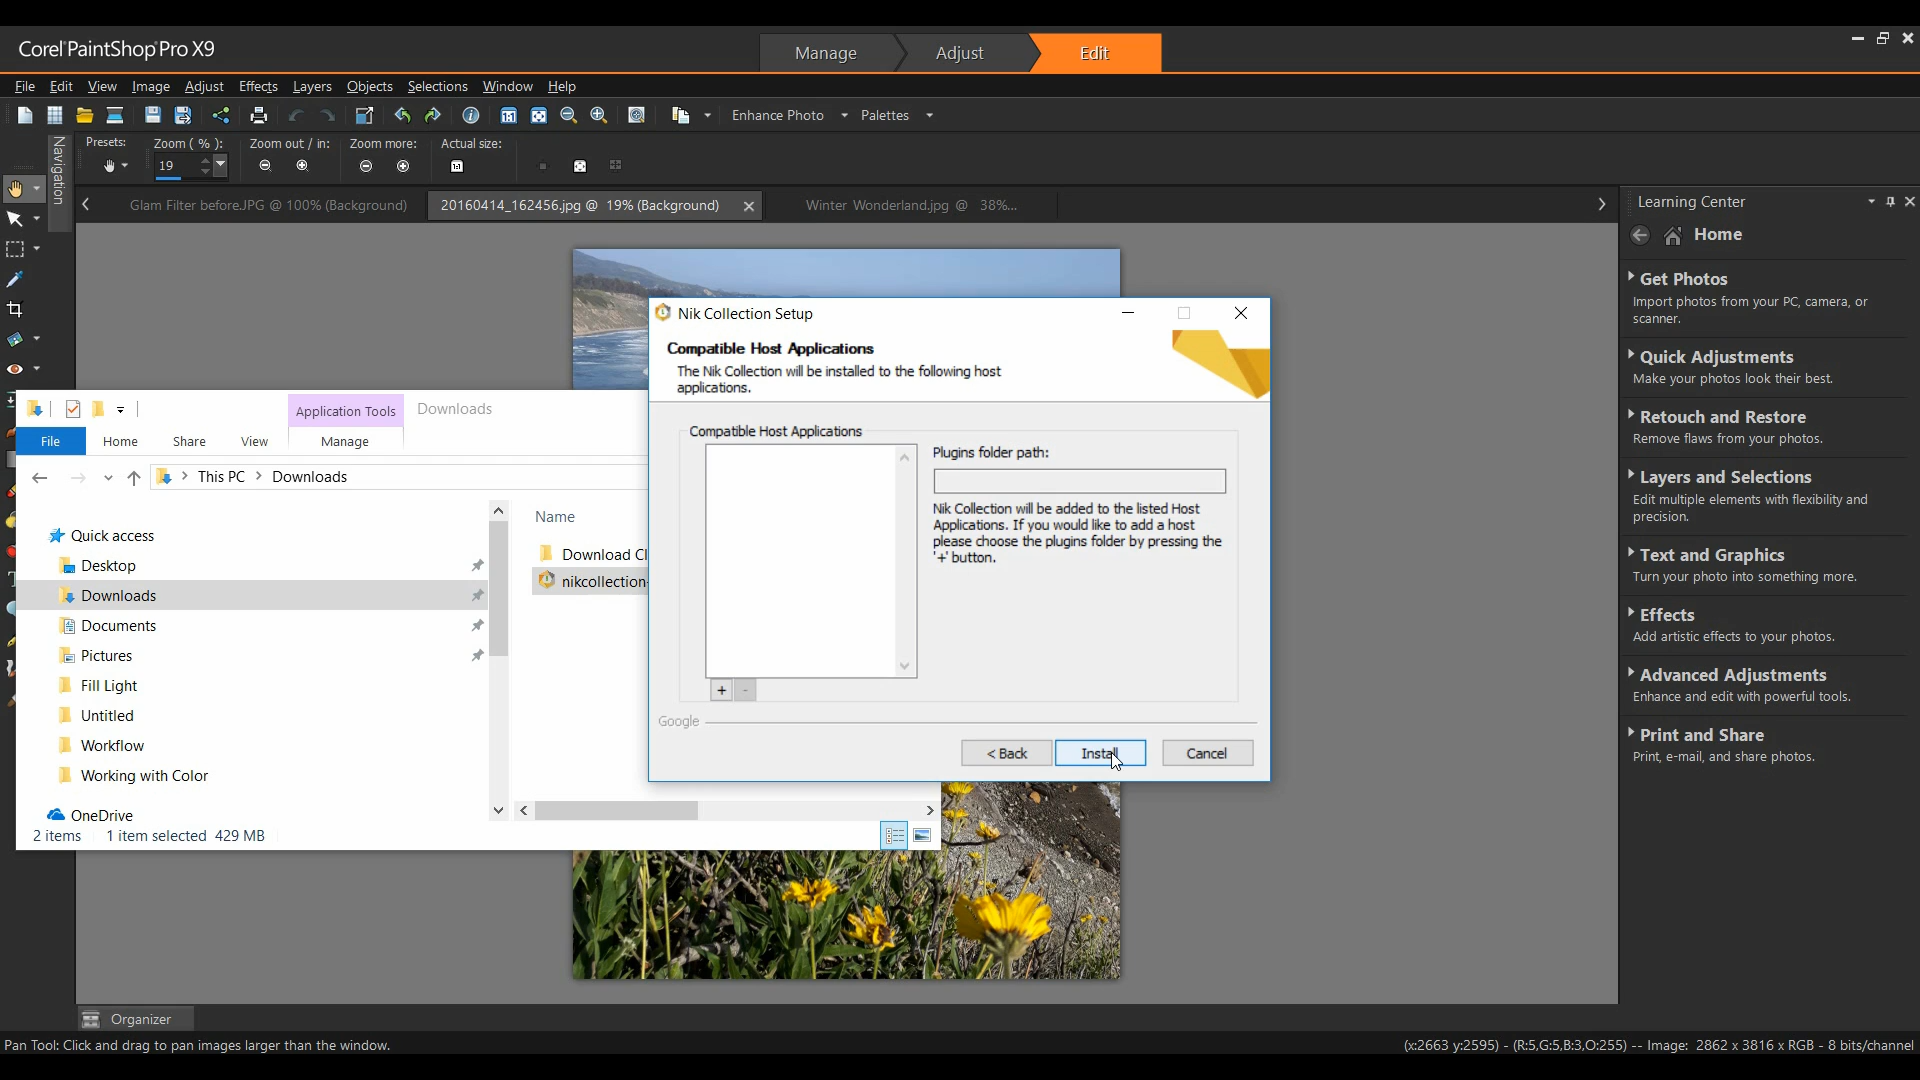 Corel PaintShop Pro X9
Manage
Adjust
Edit
File Edit View Image Adjust Effects Layers Objects Selections Window Help
Enhance Photo
Palettes
Presets:
Zoom ( % ):
Zoom out / in:
Zoom more:
Actual size:
19
Navigation
Glam Filter before.JPG @ 100% (Background)
20160414_162456.jpg @ 19% (Background)
Winter Wonderland.jpg @ 38%...
Learning Center
Home
Get Photos
Import photos from your PC, camera, or
scanner.
Quick Adjustments
Make your photos look their best.
Retouch and Restore
Remove flaws from your photos.
Layers and Selections
Edit multiple elements with flexibility and
precision.
Text and Graphics
Turn your photo into something more.
Effects
Add artistic effects to your photos.
Advanced Adjustments
Enhance and edit with powerful tools.
Print and Share
Print, e-mail, and share photos.
Application Tools
Downloads
File
Home
Share
View
Manage
This PC
Downloads
Quick access
Desktop
Downloads
Documents
Pictures
Fill Light
Untitled
Workflow
Working with Color
OneDrive
Name
Download Cl
nikcollection-
2 items 1 item selected 429 MB
Nik Collection Setup
Compatible Host Applications
The Nik Collection will be installed to the following host
applications.
Compatible Host Applications
Plugins folder path:
Nik Collection will be added to the listed Host
Applications. If you would like to add a host
please choose the plugins folder by pressing the
'+' button.
+ -
Google
< Back
Install
Cancel
Organizer
Pan Tool: Click and drag to pan images larger than the window.
(x:2663 y:2595) - (R:5,G:5,B:3,O:255) -- Image: 2862 x 3816 x RGB - 8 bits/channel